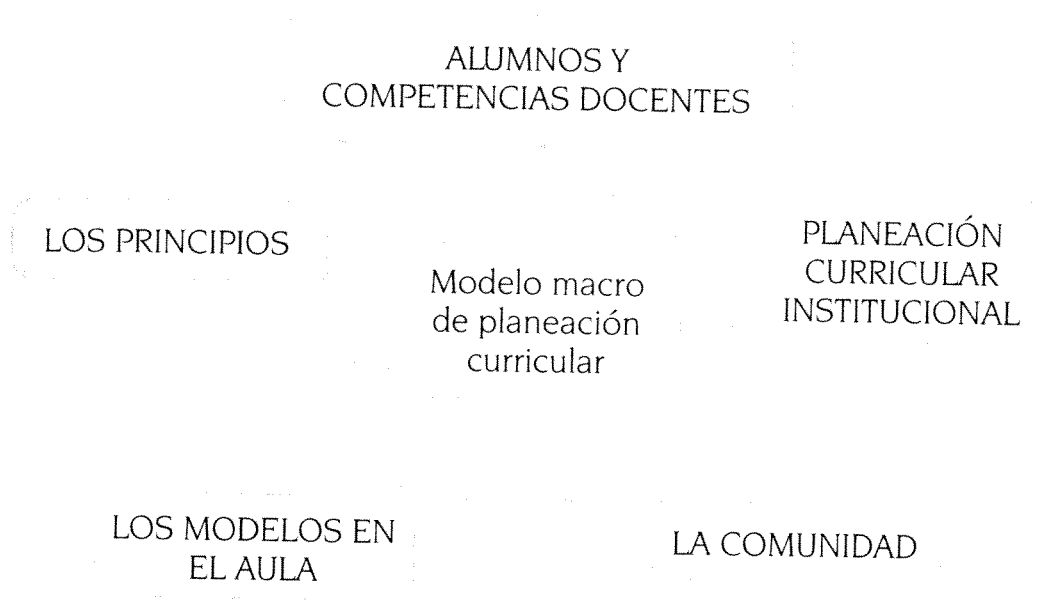 ALUMNOS Y
COMPETENCIAS DOCENTES
LOS PRINCIPIOS
PLANEACIÓN
CURRICULAR
INSTITUCIONAL
Modelo macro
de planeación
curricular
LOS MODELOS EN
EL AULA
LA COMUNIDAD